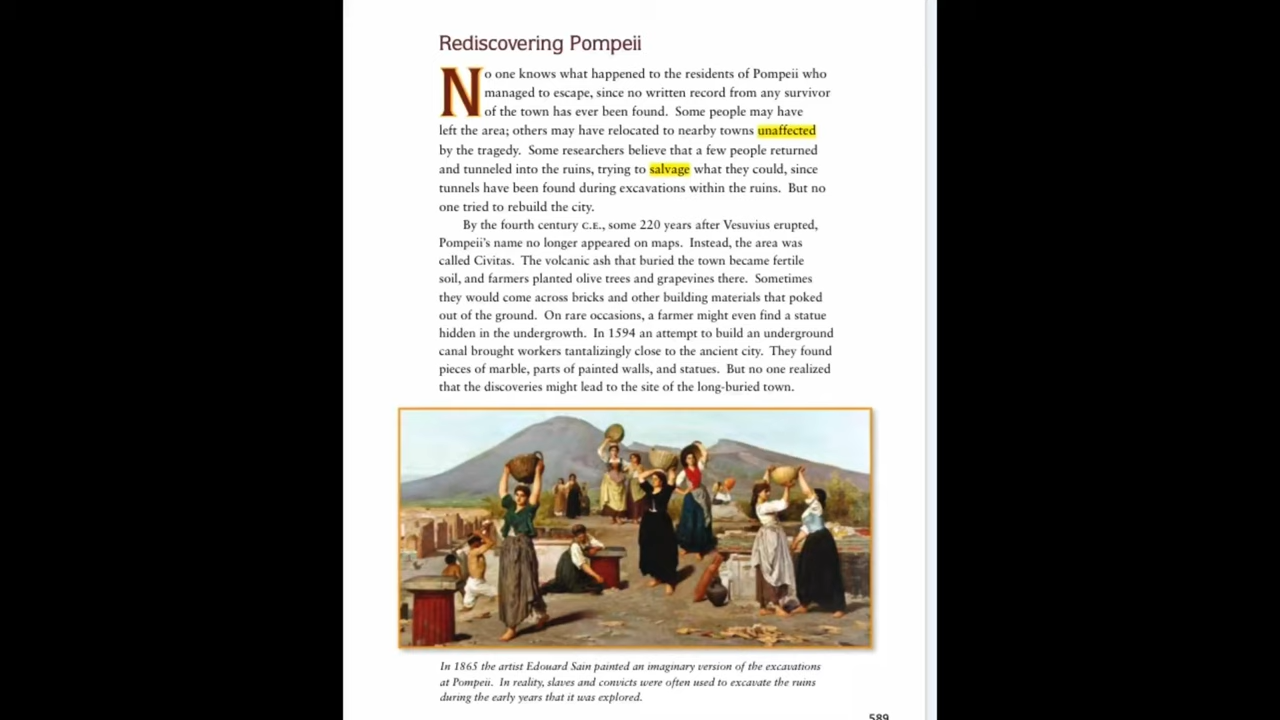 Rediscovering Pompeii
No one knows what happened to the residents of Pompeii who
managed to escape, since no written record from any survivor
of the town has ever been found. Some people may have
left the area; others may have relocated to nearby towns unaffected
by the tragedy. Some researchers believe that a few people returned
and tunneled into the ruins, trying to salvage what they could, since
tunnels have been found during excavations within the ruins. But no
one tried to rebuild the city.
By the fourth century C.E., some 220 years after Vesuvius erupted,
Pompeii's name no longer appeared on maps. Instead, the area was
called Civitas. The volcanic ash that buried the town became fertile
soil, and farmers planted olive trees and grapevines there. Sometimes
they would come across bricks and other building materials that poked
out of the ground. On rare occasions, a farmer might even find a statue
hidden in the undergrowth. In 1594 an attempt to build an underground
canal brought workers tantalizingly close to the ancient city. They found
pieces of marble, parts of painted walls, and statues. But no one realized
that the discoveries might lead to the site of the long-buried town.
In 1865 the artist Edouard Sain painted an imaginary version of the excavations
at Pompeii. In reality, slaves and convicts were often used to excavate the ruins
during the early years that it was explored.
589